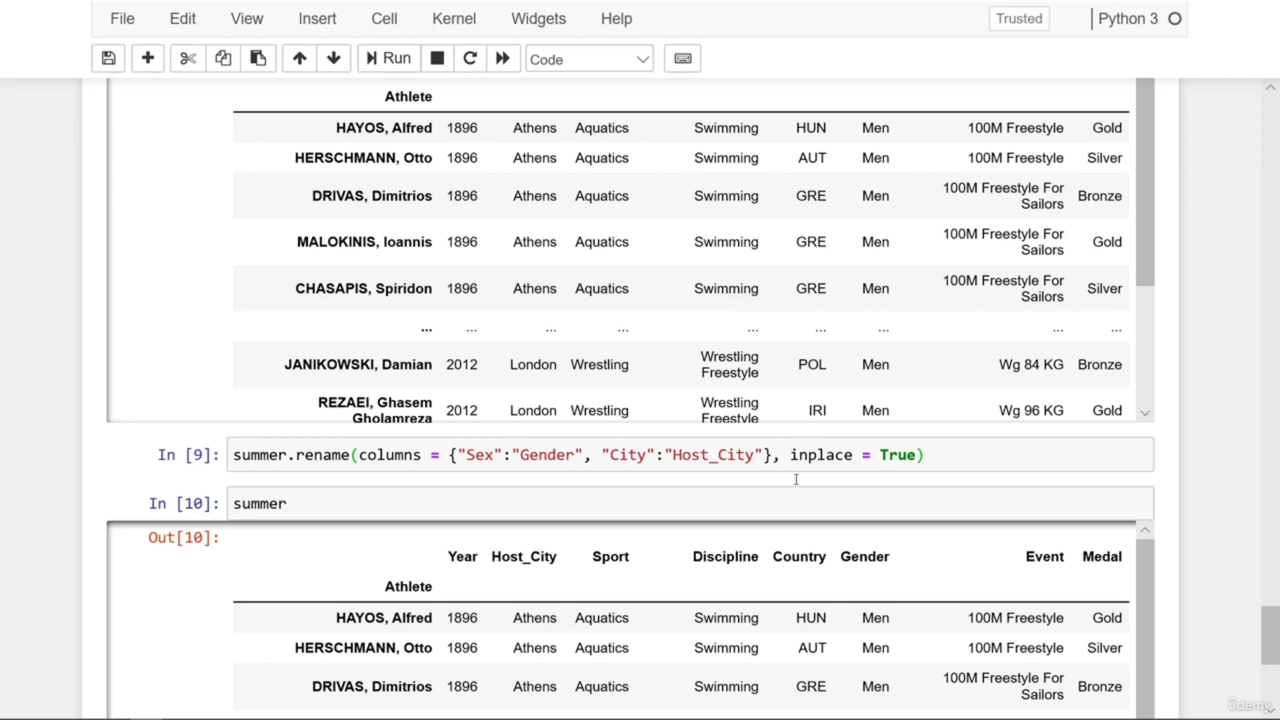 File Edit View Insert Cell Kernel Widgets Help Trusted Python 3
Run Code
Athlete
HAYOS, Alfred 1896 Athens Aquatics Swimming HUN Men 100M Freestyle Gold
HERSCHMANN, Otto 1896 Athens Aquatics Swimming AUT Men 100M Freestyle Silver
DRIVAS, Dimitrios 1896 Athens Aquatics Swimming GRE Men 100M Freestyle For Sailors Bronze
MALOKINIS, Ioannis 1896 Athens Aquatics Swimming GRE Men 100M Freestyle For Sailors Gold
CHASAPIS, Spiridon 1896 Athens Aquatics Swimming GRE Men 100M Freestyle For Sailors Silver
... ... ... ... ... ... ... ... ...
JANIKOWSKI, Damian 2012 London Wrestling Wrestling Freestyle POL Men Wg 84 KG Bronze
REZAEI, Ghasem Gholamreza 2012 London Wrestling Wrestling Freestyle IRI Men Wg 96 KG Gold
In [9]: summer.rename(columns = {"Sex":"Gender", "City":"Host_City"}, inplace = True)
In [10]: summer
Out[10]:
Year Host_City Sport Discipline Country Gender Event Medal
Athlete
HAYOS, Alfred 1896 Athens Aquatics Swimming HUN Men 100M Freestyle Gold
HERSCHMANN, Otto 1896 Athens Aquatics Swimming AUT Men 100M Freestyle Silver
DRIVAS, Dimitrios 1896 Athens Aquatics Swimming GRE Men 100M Freestyle For Sailors Bronze
ûdemy